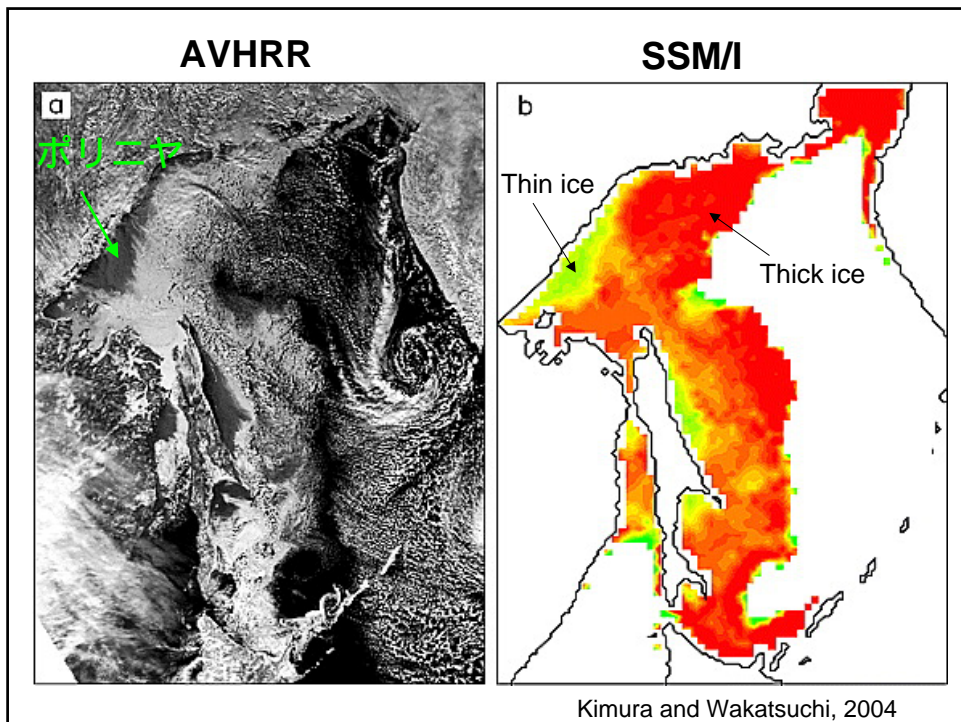 AVHRR
SSM/I
a
b
ポリニヤ
Thin ice
Thick ice
Kimura and Wakatsuchi, 2004